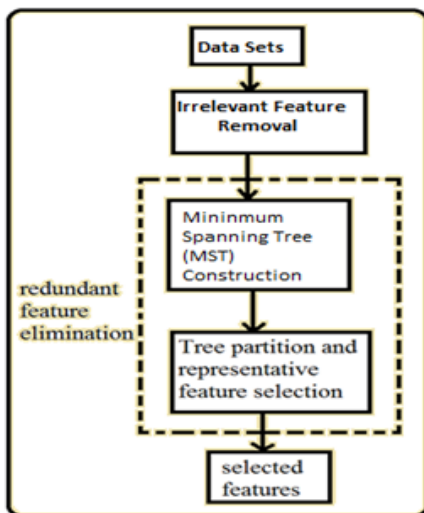 Data Sets
Irrelevant Feature
Removal
Mininmum
Spanning Tree
(MST)
Construction
redundant
feature
elimination
Tree partition and
representative
feature selection
selected
features